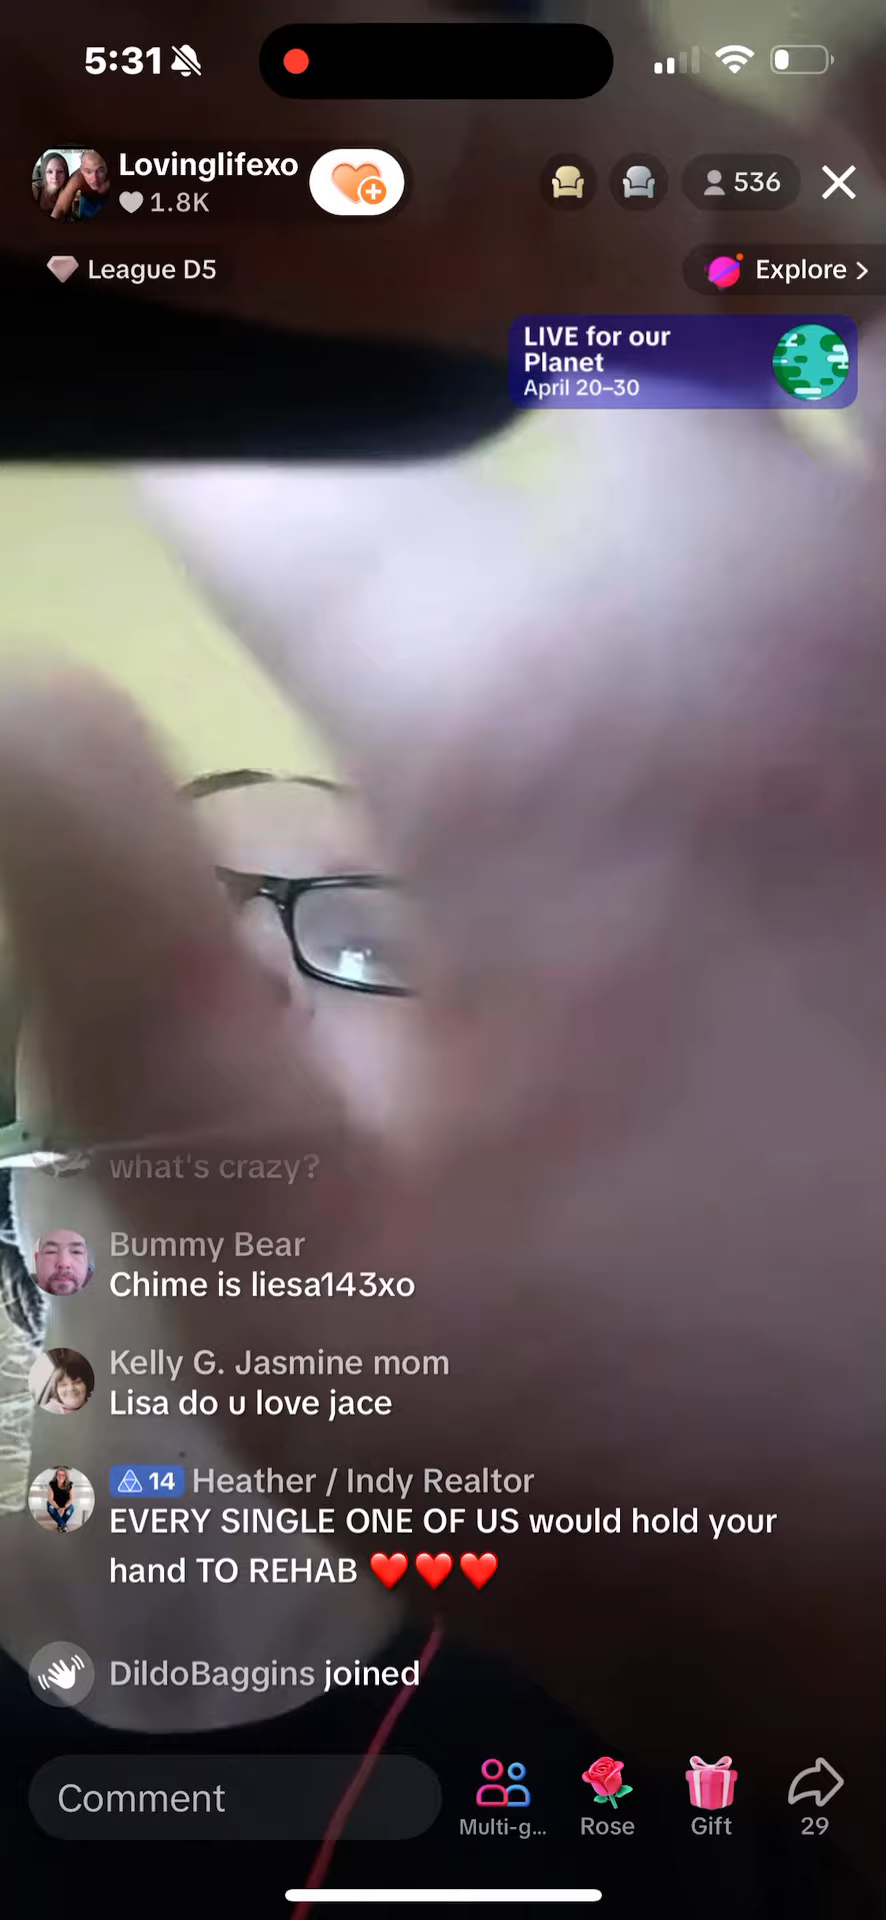 5:31
Lovinglifexo
1.8K
536
League D5
Explore >
LIVE for our
Planet
April 20–30
what's crazy?
Bummy Bear
Chime is liesa143xo
Kelly G. Jasmine mom
Lisa do u love jace
14 Heather / Indy Realtor
EVERY SINGLE ONE OF US would hold your
hand TO REHAB ❤️❤️❤️
DildoBaggins joined
Comment
Multi-g...
Rose
Gift
29